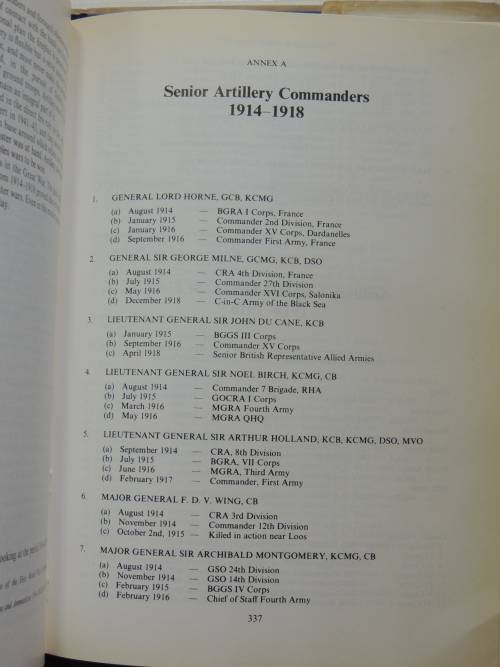 ANNEX A
Senior Artillery Commanders
1914–1918
1. GENERAL LORD HORNE, GCB, KCMG
(a) August 1914 — BGRA I Corps, France
(b) January 1915 — Commander 2nd Division, France
(c) January 1916 — Commander XV Corps, Dardanelles
(d) September 1916 — Commander First Army, France
2. GENERAL SIR GEORGE MILNE, GCMG, KCB, DSO
(a) August 1914 — CRA 4th Division, France
(b) July 1915 — Commander 27th Division
(c) May 1916 — Commander XVI Corps, Salonika
(d) December 1918 — C-in-C Army of the Black Sea
3. LIEUTENANT GENERAL SIR JOHN DU CANE, KCB
(a) January 1915 — BGGS III Corps
(b) September 1916 — Commander XV Corps
(c) April 1918 — Senior British Representative Allied Armies
4. LIEUTENANT GENERAL SIR NOEL BIRCH, KCMG, CB
(a) August 1914 — Commander 7 Brigade, RHA
(b) July 1915 — GOCRA I Corps
(c) March 1916 — MGRA Fourth Army
(d) May 1916 — MGRA QHQ
5. LIEUTENANT GENERAL SIR ARTHUR HOLLAND, KCB, KCMG, DSO, MVO
(a) September 1914 — CRA, 8th Division
(b) July 1915 — BGRA, VII Corps
(c) June 1916 — MGRA, Third Army
(d) February 1917 — Commander, First Army
6. MAJOR GENERAL F. D. V. WING, CB
(a) August 1914 — CRA 3rd Division
(b) November 1914 — Commander 12th Division
(c) October 2nd, 1915 — Killed in action near Loos
7. MAJOR GENERAL SIR ARCHIBALD MONTGOMERY, KCMG, CB
(a) August 1914 — GSO 24th Division
(b) November 1914 — GSO 14th Division
(c) February 1915 — BGGS IV Corps
(d) February 1916 — Chief of Staff Fourth Army
337